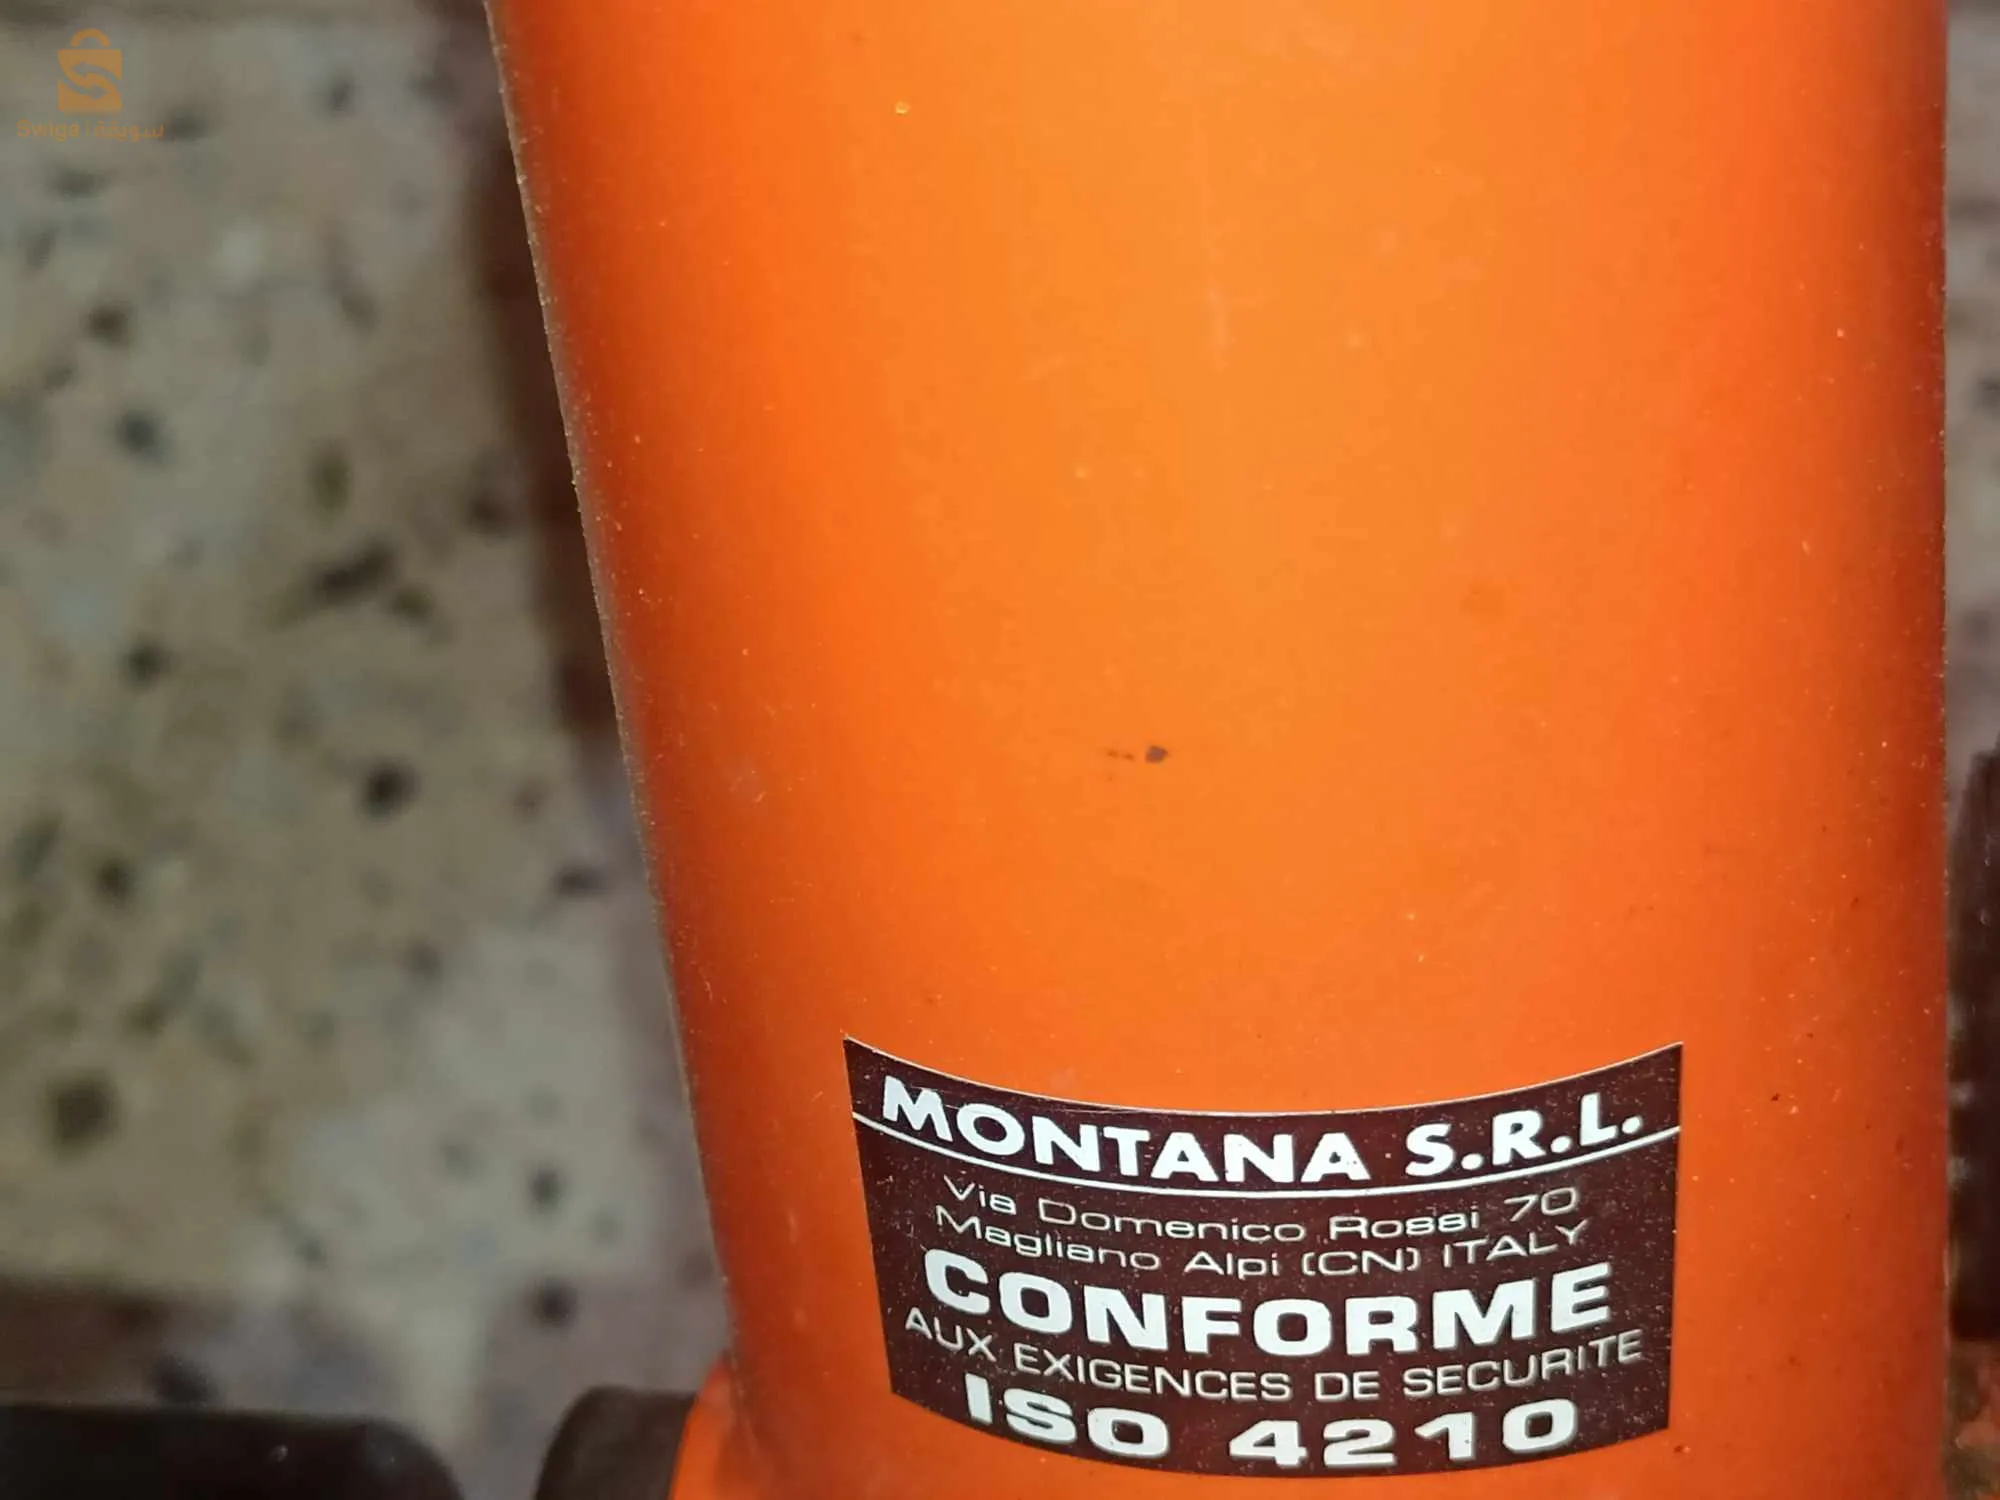 Swiga | سويقة
MONTANA S.R.L.
Via Domenico Rossi 70
Magliano Alpi (CN) ITALY
CONFORME
AUX EXIGENCES DE SECURITE
ISO 4210